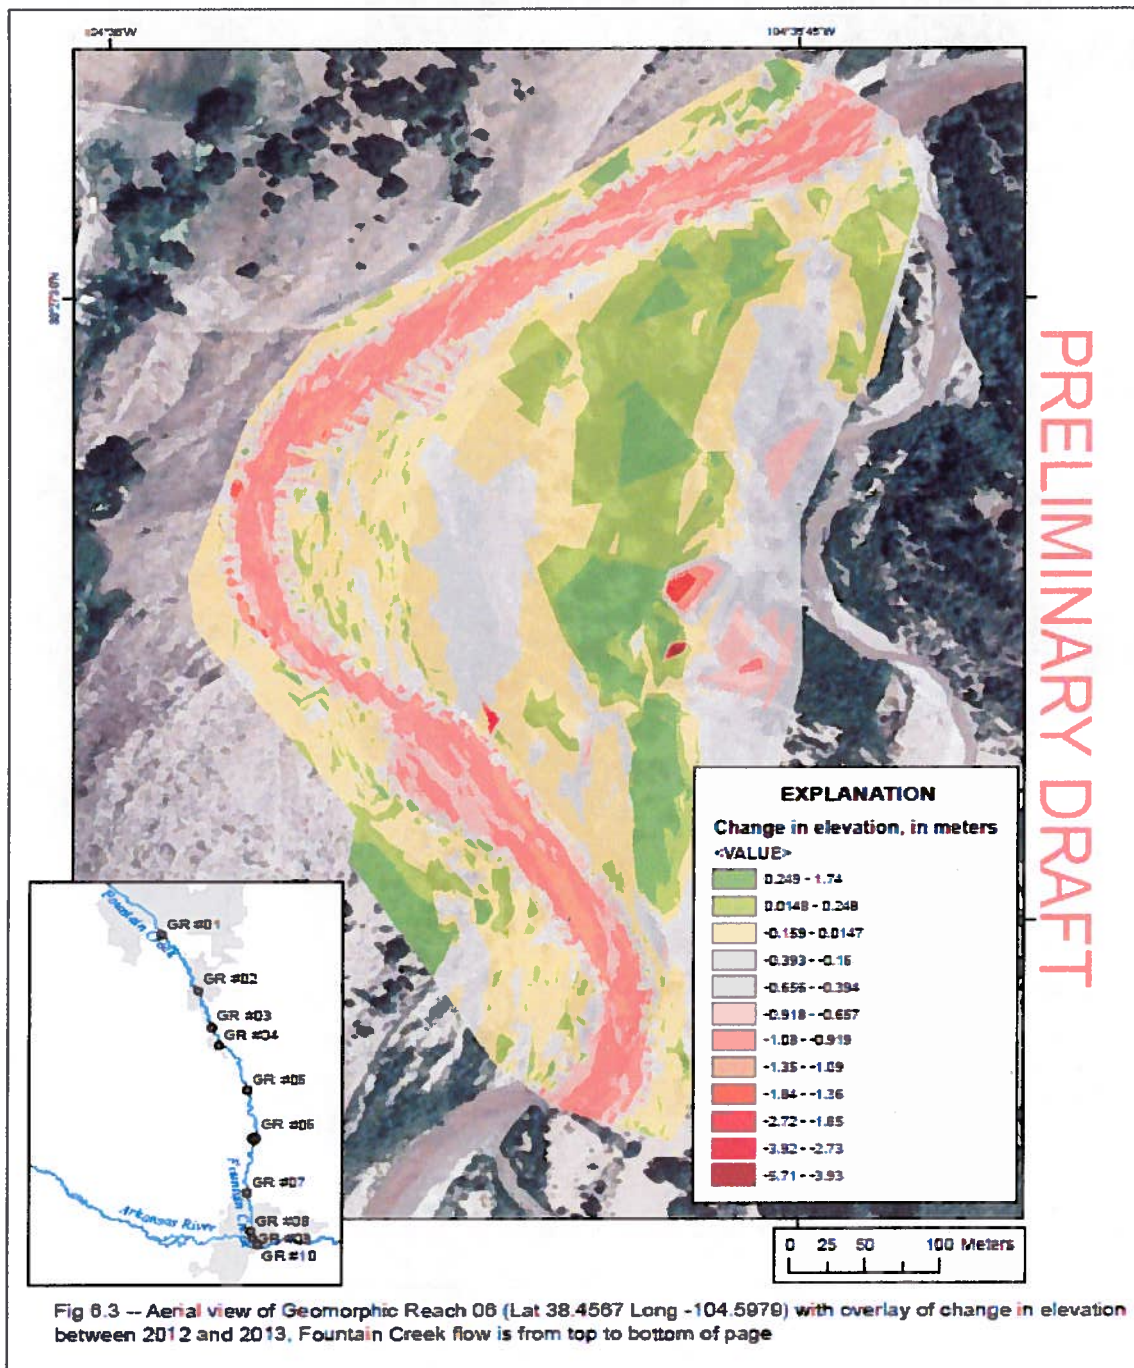 104°35'45"W
PRELIMINARY DRAFT
EXPLANATION
Change in elevation, in meters
<VALUE>
0.249 - 1.74
0.0148 - 0.248
-0.159 - 0.0147
-0.393 - -0.16
-0.656 - -0.394
-0.918 - -0.657
-1.08 - -0.919
-1.35 - -1.09
-1.84 - -1.36
-2.72 - -1.85
-3.92 - -2.73
-5.71 - -3.93
Fountain Creek
GR #01
GR #02
GR #03
GR #04
GR #05
GR #06
GR #07
Arkansas River
GR #08
GR #09
GR #10
0 25 50 100 Meters
Fig 6.3 -- Aerial view of Geomorphic Reach 06 (Lat 38.4567 Long -104.5979) with overlay of change in elevation
between 2012 and 2013. Fountain Creek flow is from top to bottom of page